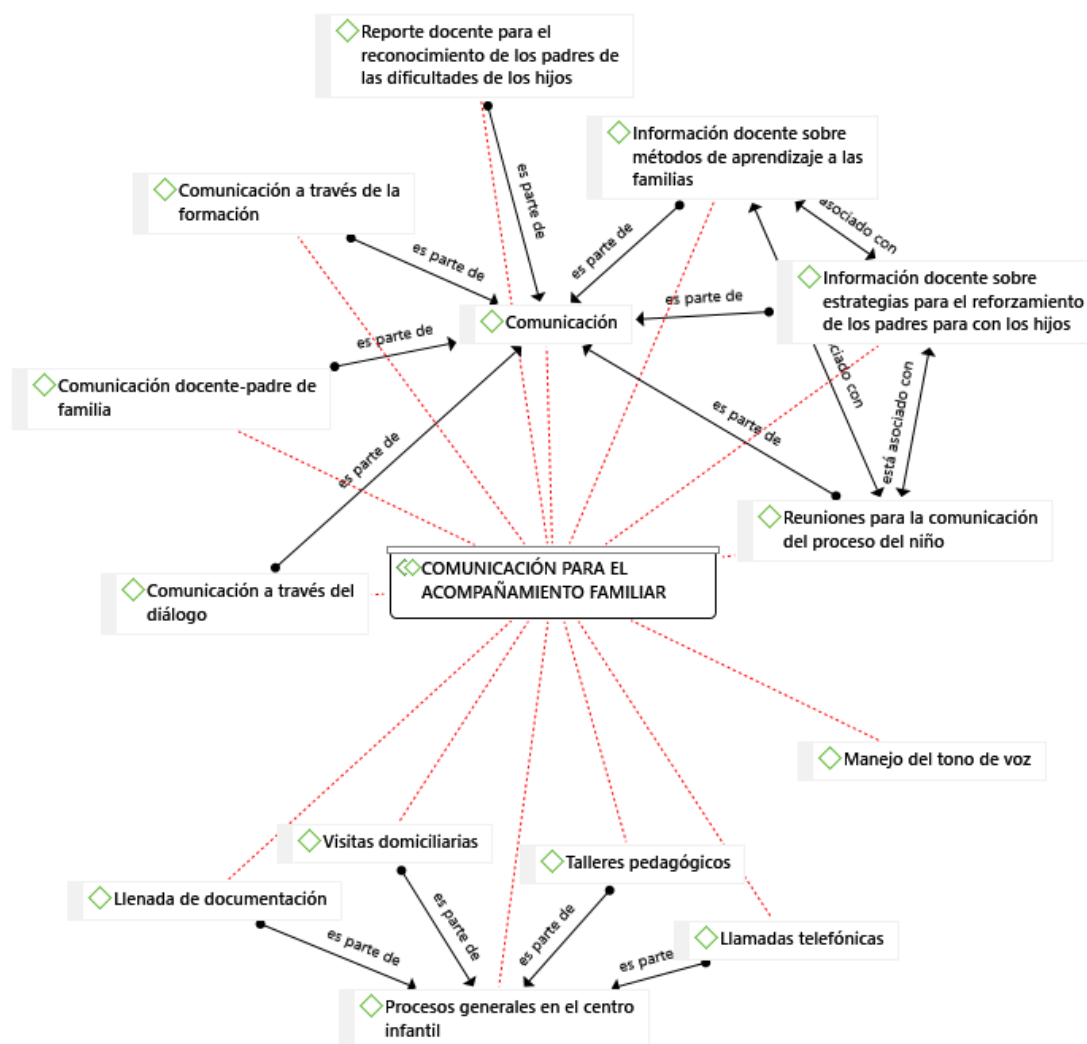 Reporte docente para el
reconocimiento de los padres de
las dificultades de los hijos
Información docente sobre
métodos de aprendizaje a las
familias
es parte de
Comunicación a través de la
formación
asociado con
es parte de
es parte de
Información docente sobre
estrategias para el reforzamiento
de los padres para con los hijos
es parte de
Comunicación
es parte de
ociado con
Comunicación docente-padre de
familia
está asociado con
es parte de
es parte de
Reuniones para la comunicación
del proceso del niño
COMUNICACIÓN PARA EL
ACOMPAÑAMIENTO FAMILIAR
Comunicación a través del
diálogo
Manejo del tono de voz
Visitas domiciliarias
Talleres pedagógicos
Llenada de documentación
es parte de
es parte de
es parte de
Llamadas telefónicas
es parte
Procesos generales en el centro
infantil